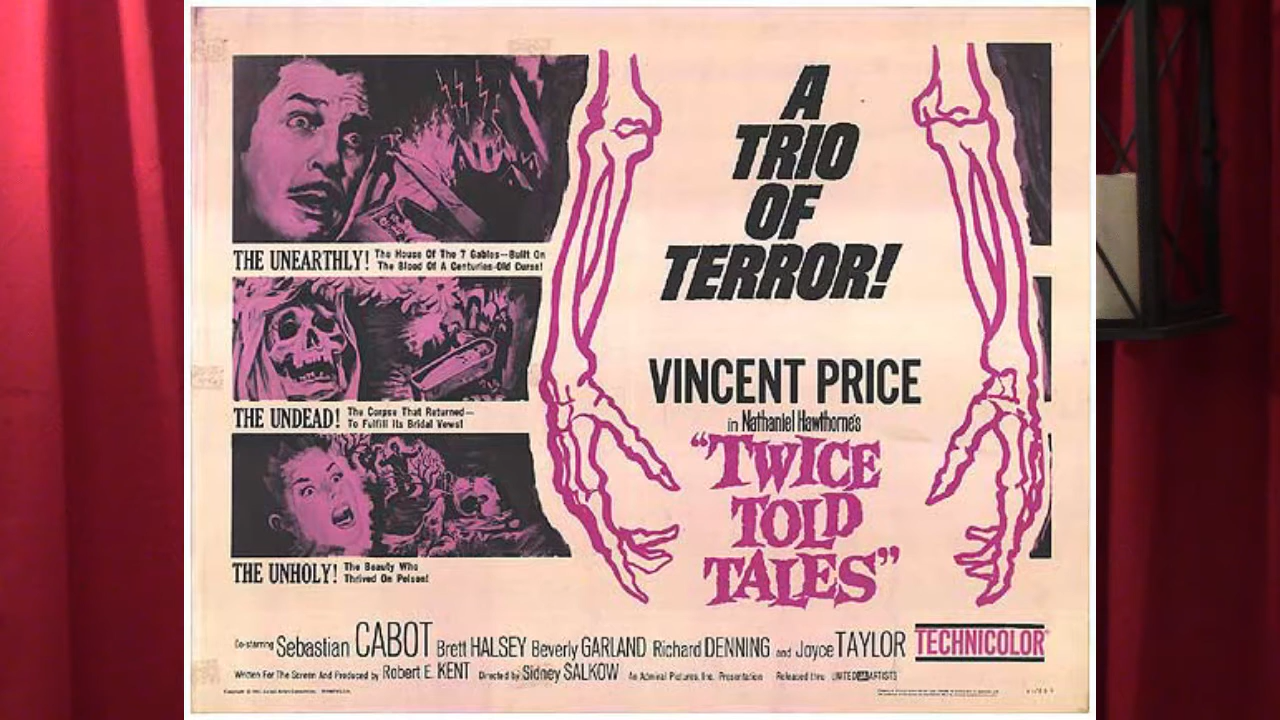 A
TRIO
OF
TERROR!
THE UNEARTHLY! The House Of The 7 Gables—Built On
The Blood Of A Centuries-Old Curse!
THE UNDEAD! The Corpse That Returned—
To Fulfill Its Bridal Vows!
THE UNHOLY! The Beauty Who
Thrived On Poison!
VINCENT PRICE
in Nathaniel Hawthorne's
"TWICE
TOLD
TALES"
Co-starring Sebastian CABOT Brett HALSEY Beverly GARLAND Richard DENNING and Joyce TAYLOR TECHNICOLOR®
Written For The Screen And Produced by Robert E. KENT Directed by Sidney SALKOW An Admiral Pictures, Inc. Presentation Released thru UNITED ARTISTS